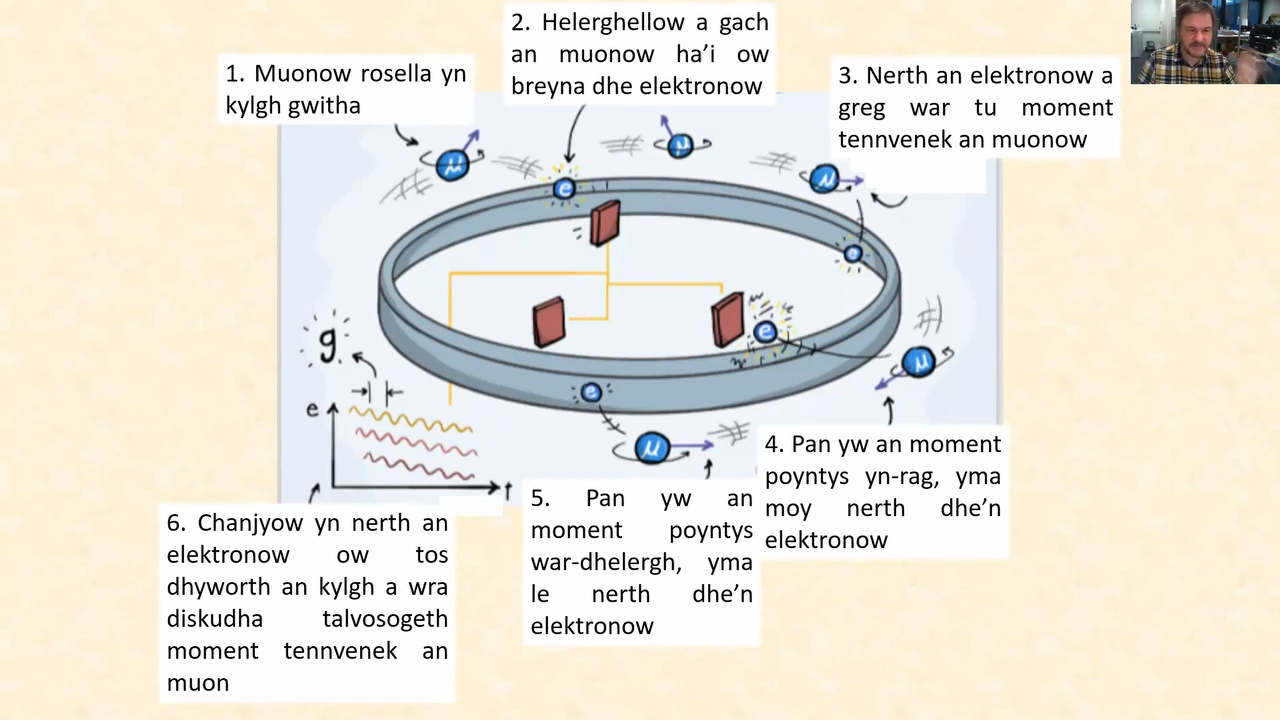 1. Muonow rosella yn
kylgh gwitha
2. Helerghellow a gach
an muonow ha’i ow
breyna dhe elektronow
3. Nerth an elektronow a
greg war tu moment
tennvenek an muonow
4. Pan yw an moment
poyntys yn-rag, yma
moy nerth dhe’n
elektronow
5. Pan yw an
moment poyntys
war-dhelergh, yma
le nerth dhe’n
elektronow
6. Chanjyow yn nerth an
elektronow ow tos
dhyworth an kylgh a wra
diskudha talvosogeth
moment tennvenek an
muon
μ
μ
μ
e
e
e
μ
e
μ
g
e
t